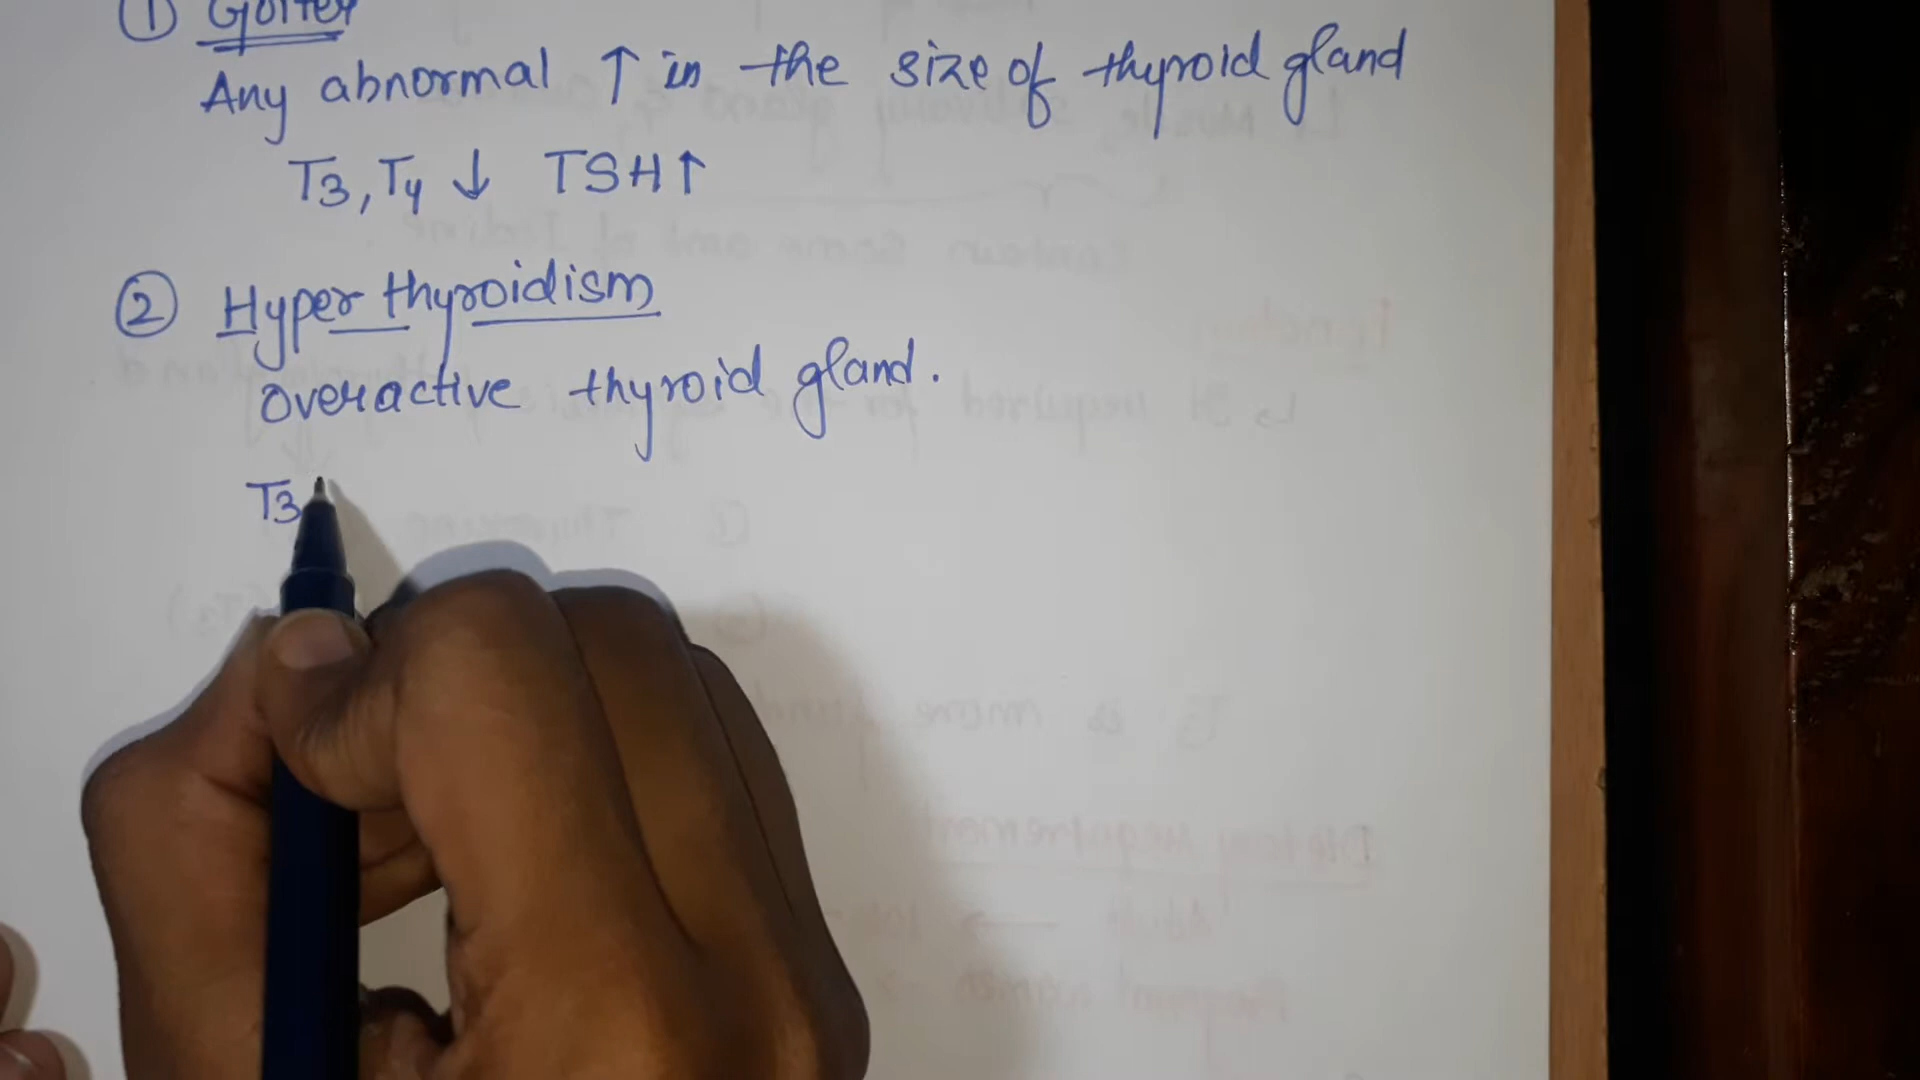 ① Goiter
Any abnormal ↑ in the size of thyroid gland
T3, T4 ↓ TSH↑
② Hyper thyroidism
overactive thyroid gland.
T3